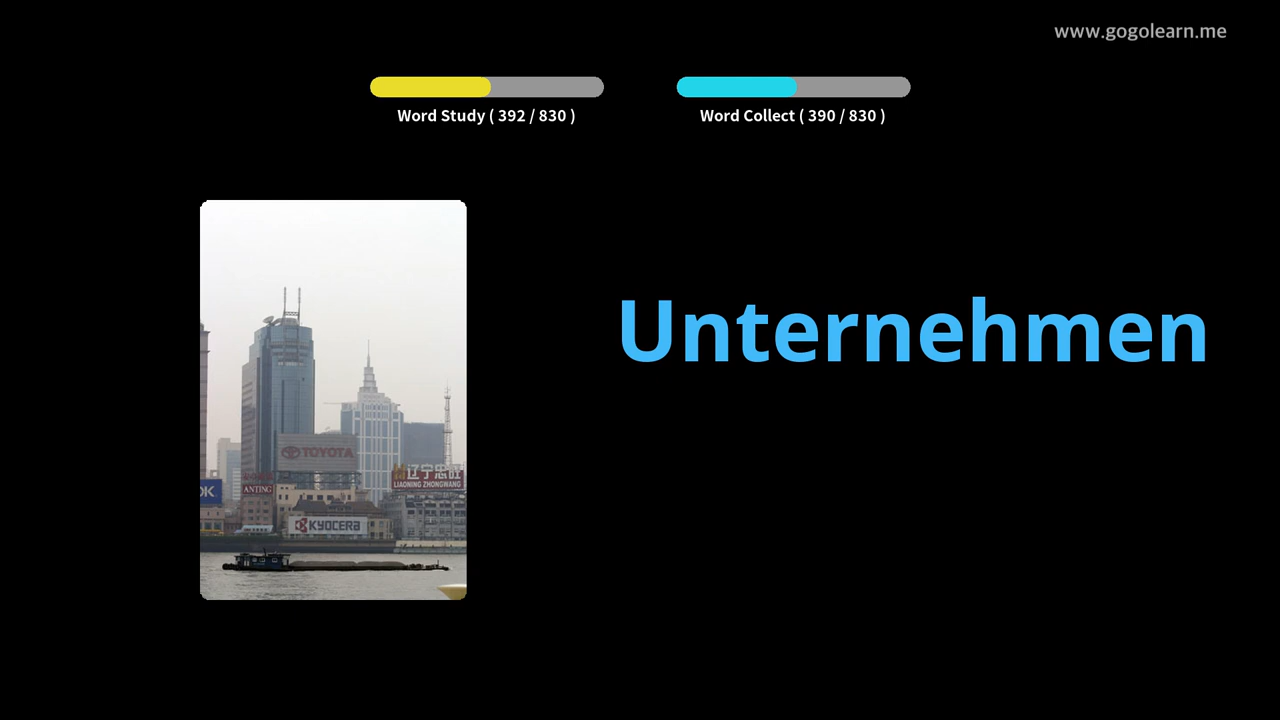 www.gogolearn.me
Word Study ( 392 / 830 )
Word Collect ( 390 / 830 )
Unternehmen
TOYOTA
辽宁忠旺
LIAONING ZHONGWANG
OK
ANTING
KYOCERA